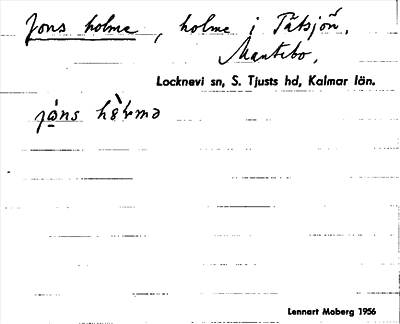 Jons holme, holme i Tätsjön,
Mantebo,
Locknevi sn, S. Tjusts hd, Kalmar län.
Lennart Moberg 1956